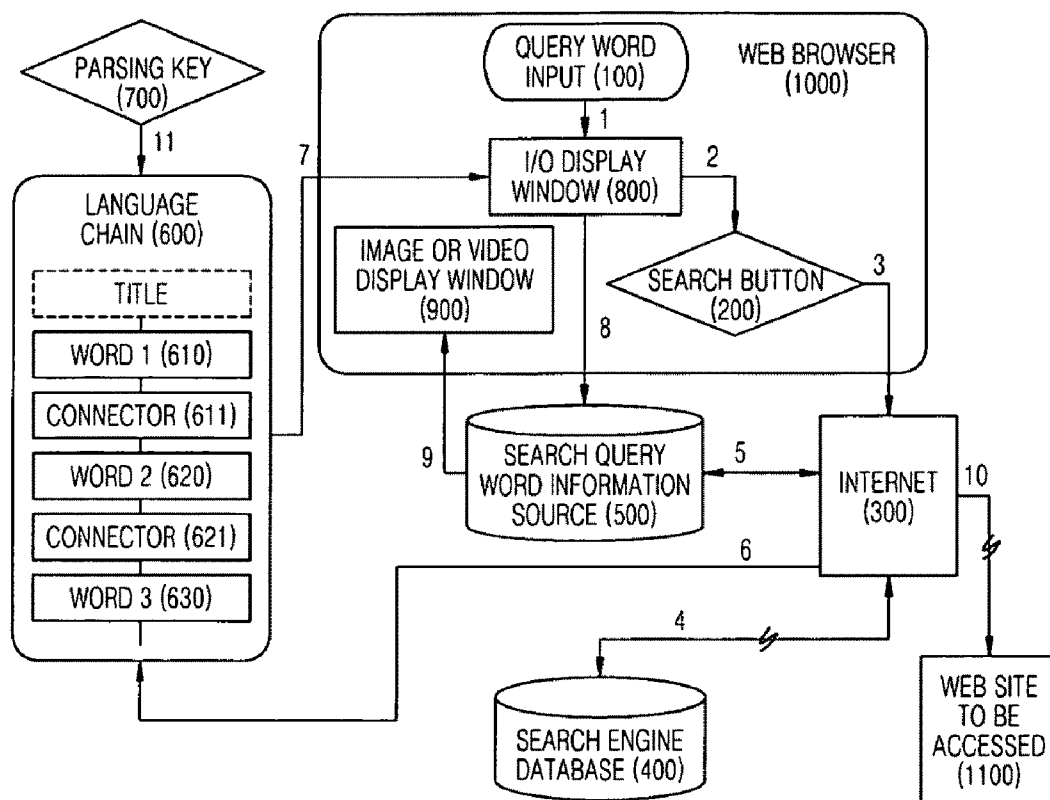 PARSING KEY
(700)
11
LANGUAGE
CHAIN (600)
TITLE
WORD 1 (610)
CONNECTOR (611)
WORD 2 (620)
CONNECTOR (621)
WORD 3 (630)
7
QUERY WORD
INPUT (100)
WEB BROWSER
(1000)
1
I/O DISPLAY
WINDOW (800)
2
IMAGE OR VIDEO
DISPLAY WINDOW
(900)
SEARCH BUTTON
(200)
3
8
9
SEARCH QUERY
WORD INFORMATION
SOURCE (500)
5
INTERNET
(300)
10
6
4
SEARCH ENGINE
DATABASE (400)
WEB SITE
TO BE
ACCESSED
(1100)